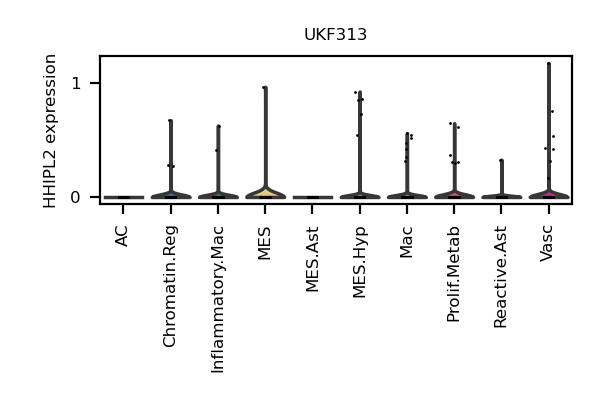 UKF313
HHIPL2 expression
1
0
AC
Chromatin.Reg
Inflammatory.Mac
MES
MES.Ast
MES.Hyp
Mac
Prolif.Metab
Reactive.Ast
Vasc